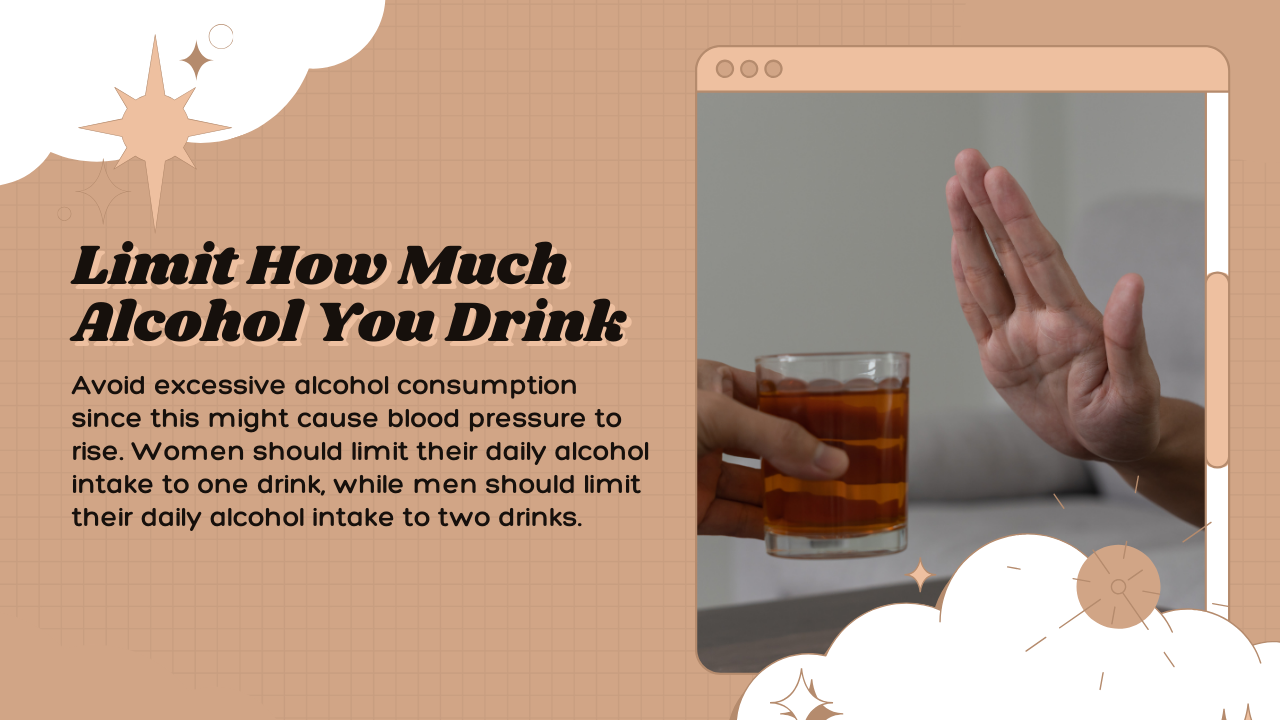 Limit How Much
Alcohol You Drink
Avoid excessive alcohol consumption
since this might cause blood pressure to
rise. Women should limit their daily alcohol
intake to one drink, while men should limit
their daily alcohol intake to two drinks.